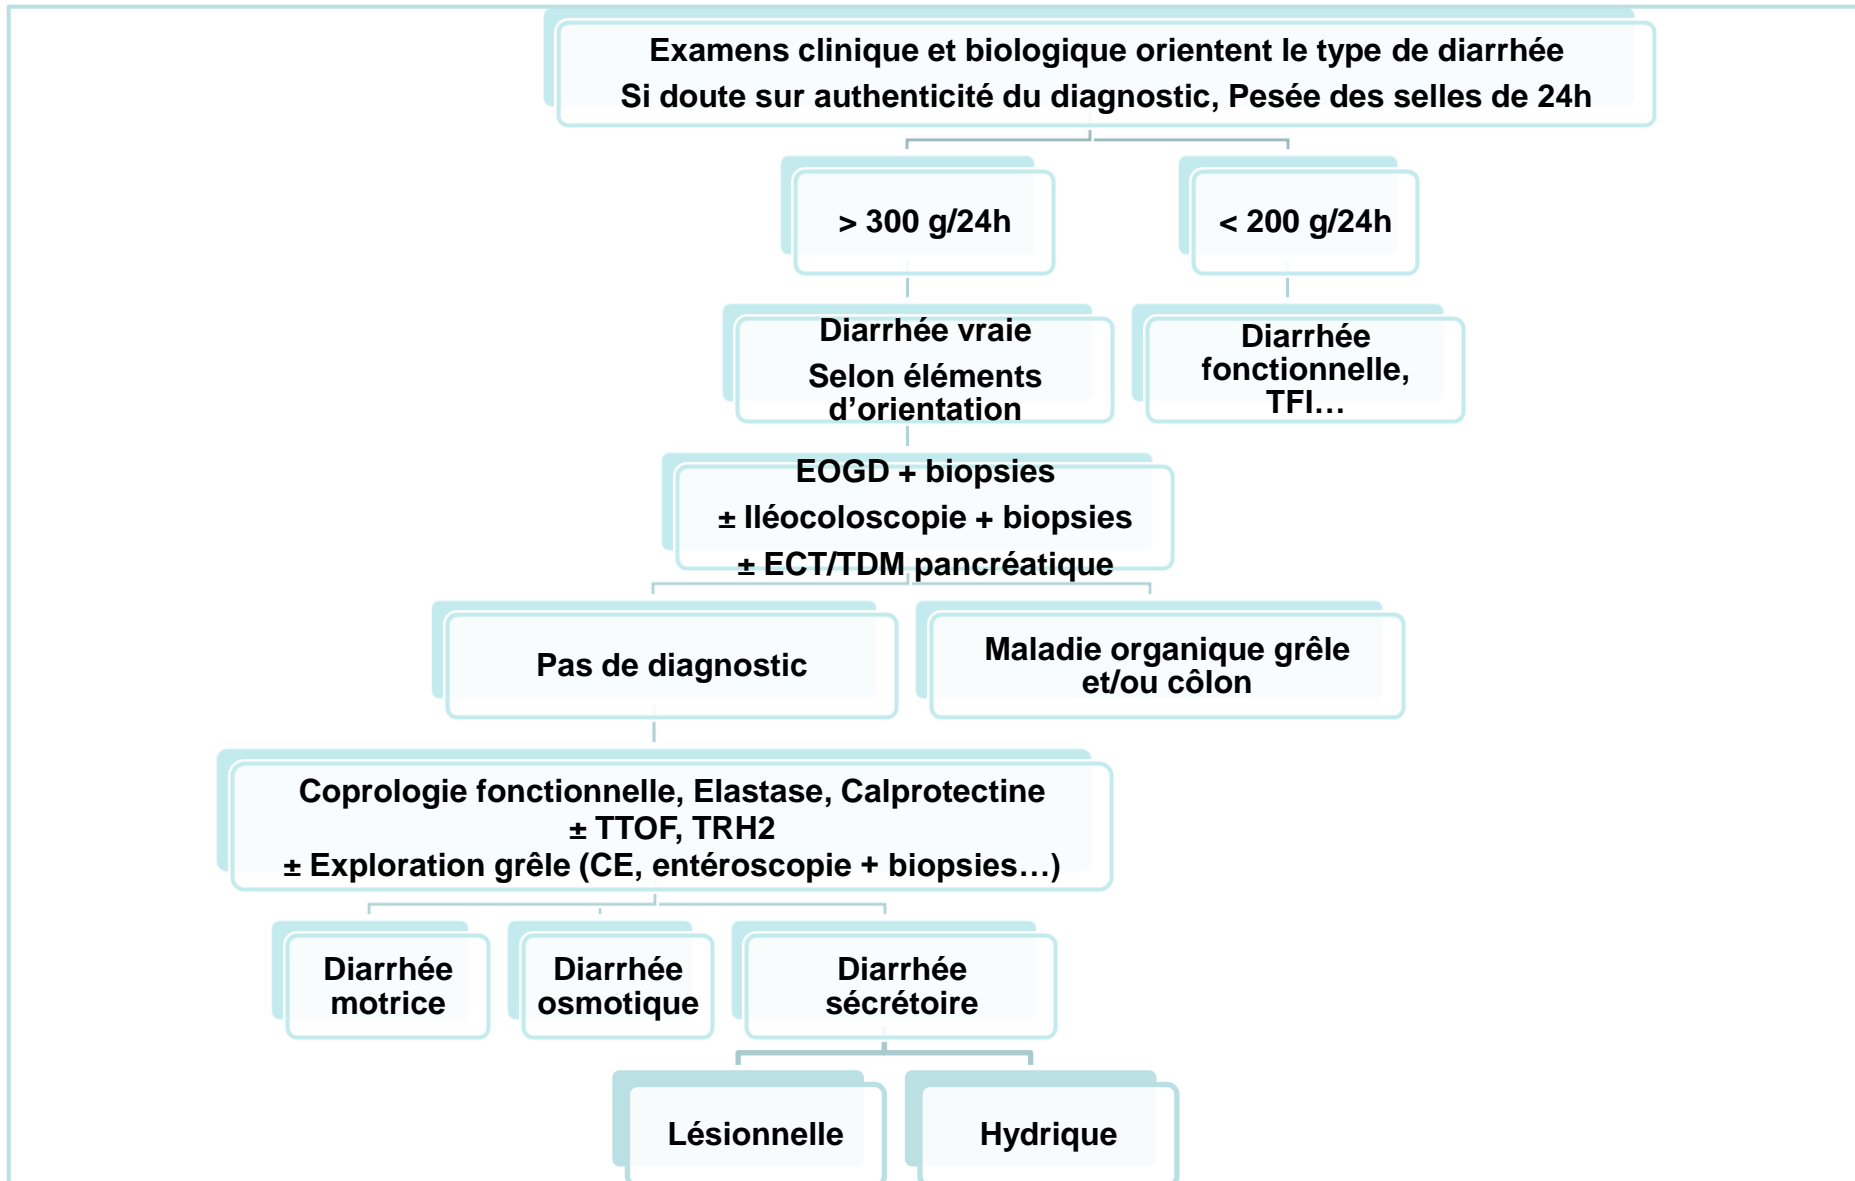 Examens clinique et biologique orientent le type de diarrhée
Si doute sur authenticité du diagnostic, Pesée des selles de 24h
> 300 g/24h
< 200 g/24h
Diarrhée vraie
Selon éléments
d’orientation
Diarrhée
fonctionnelle,
TFI…
EOGD + biopsies
± Iléocoloscopie + biopsies
± ECT/TDM pancréatique
Pas de diagnostic
Maladie organique grêle
et/ou côlon
Coprologie fonctionnelle, Elastase, Calprotectine
± TTOF, TRH2
± Exploration grêle (CE, entéroscopie + biopsies…)
Diarrhée
motrice
Diarrhée
osmotique
Diarrhée
sécrétoire
Lésionnelle
Hydrique